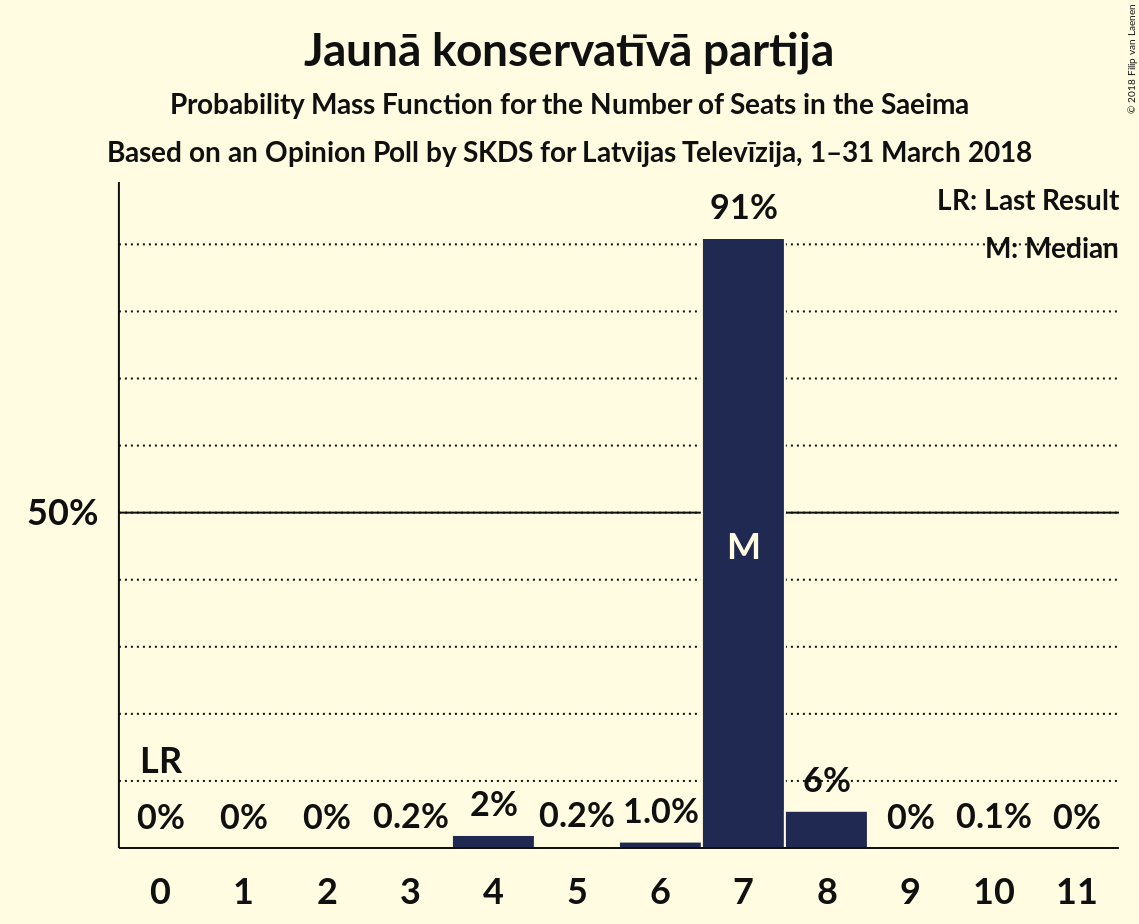 Jaunā konservatīvā partija
Probability Mass Function for the Number of Seats in the Saeima
Based on an Opinion Poll by SKDS for Latvijas Televīzija, 1–31 March 2018
© 2018 Filip van Laenen
LR: Last Result
M: Median
91%
50%
M
LR
0% 0% 0% 0.2% 2% 0.2% 1.0% 6% 0% 0.1% 0%
0 1 2 3 4 5 6 7 8 9 10 11